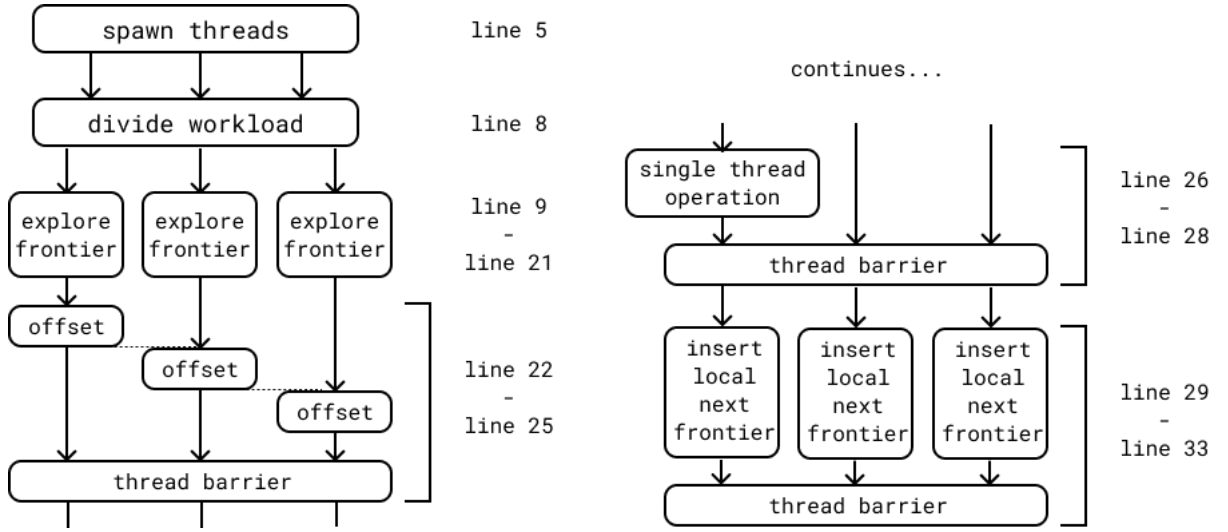 spawn threads
line 5
divide workload
line 8
explore
frontier
explore
frontier
explore
frontier
line 9
-
line 21
offset
offset
offset
line 22
-
line 25
thread barrier
continues...
single thread
operation
line 26
-
line 28
thread barrier
insert
local
next
frontier
insert
local
next
frontier
insert
local
next
frontier
line 29
-
line 33
thread barrier